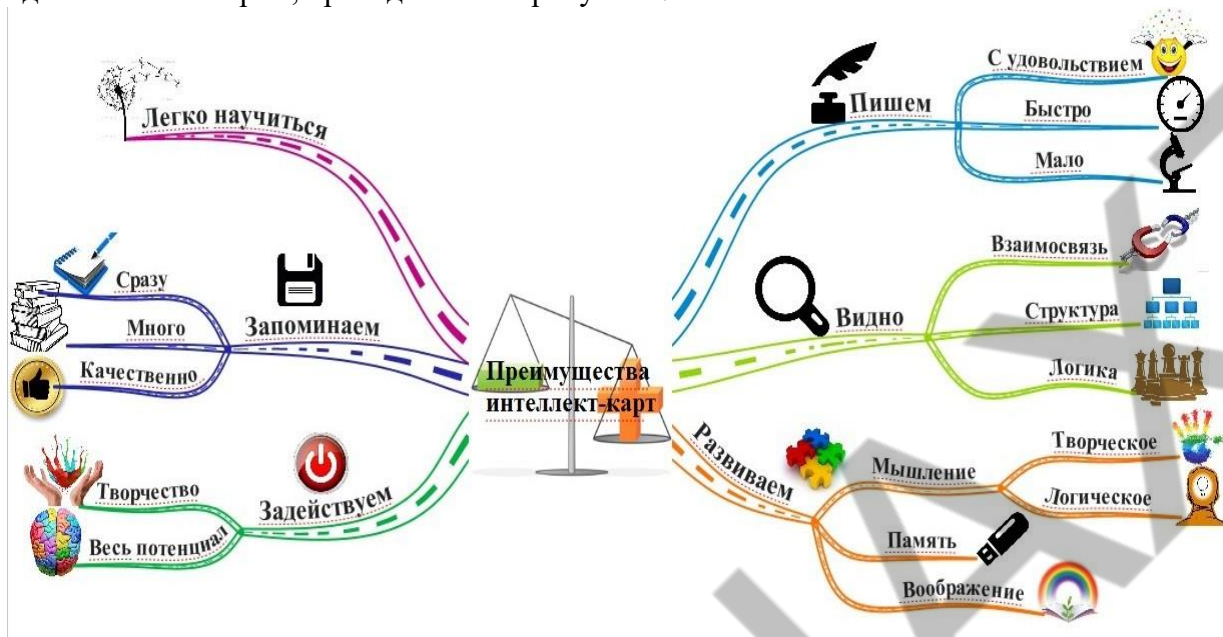 Легко научиться
Запоминаем
Сразу
Много
Качественно
Задействуем
Творчество
Весь потенциал
Преимущества
интеллект-карт
Пишем
С удовольствием
Быстро
Мало
Видно
Взаимосвязь
Структура
Логика
Развиваем
Мышление
Творческое
Логическое
Память
Воображение